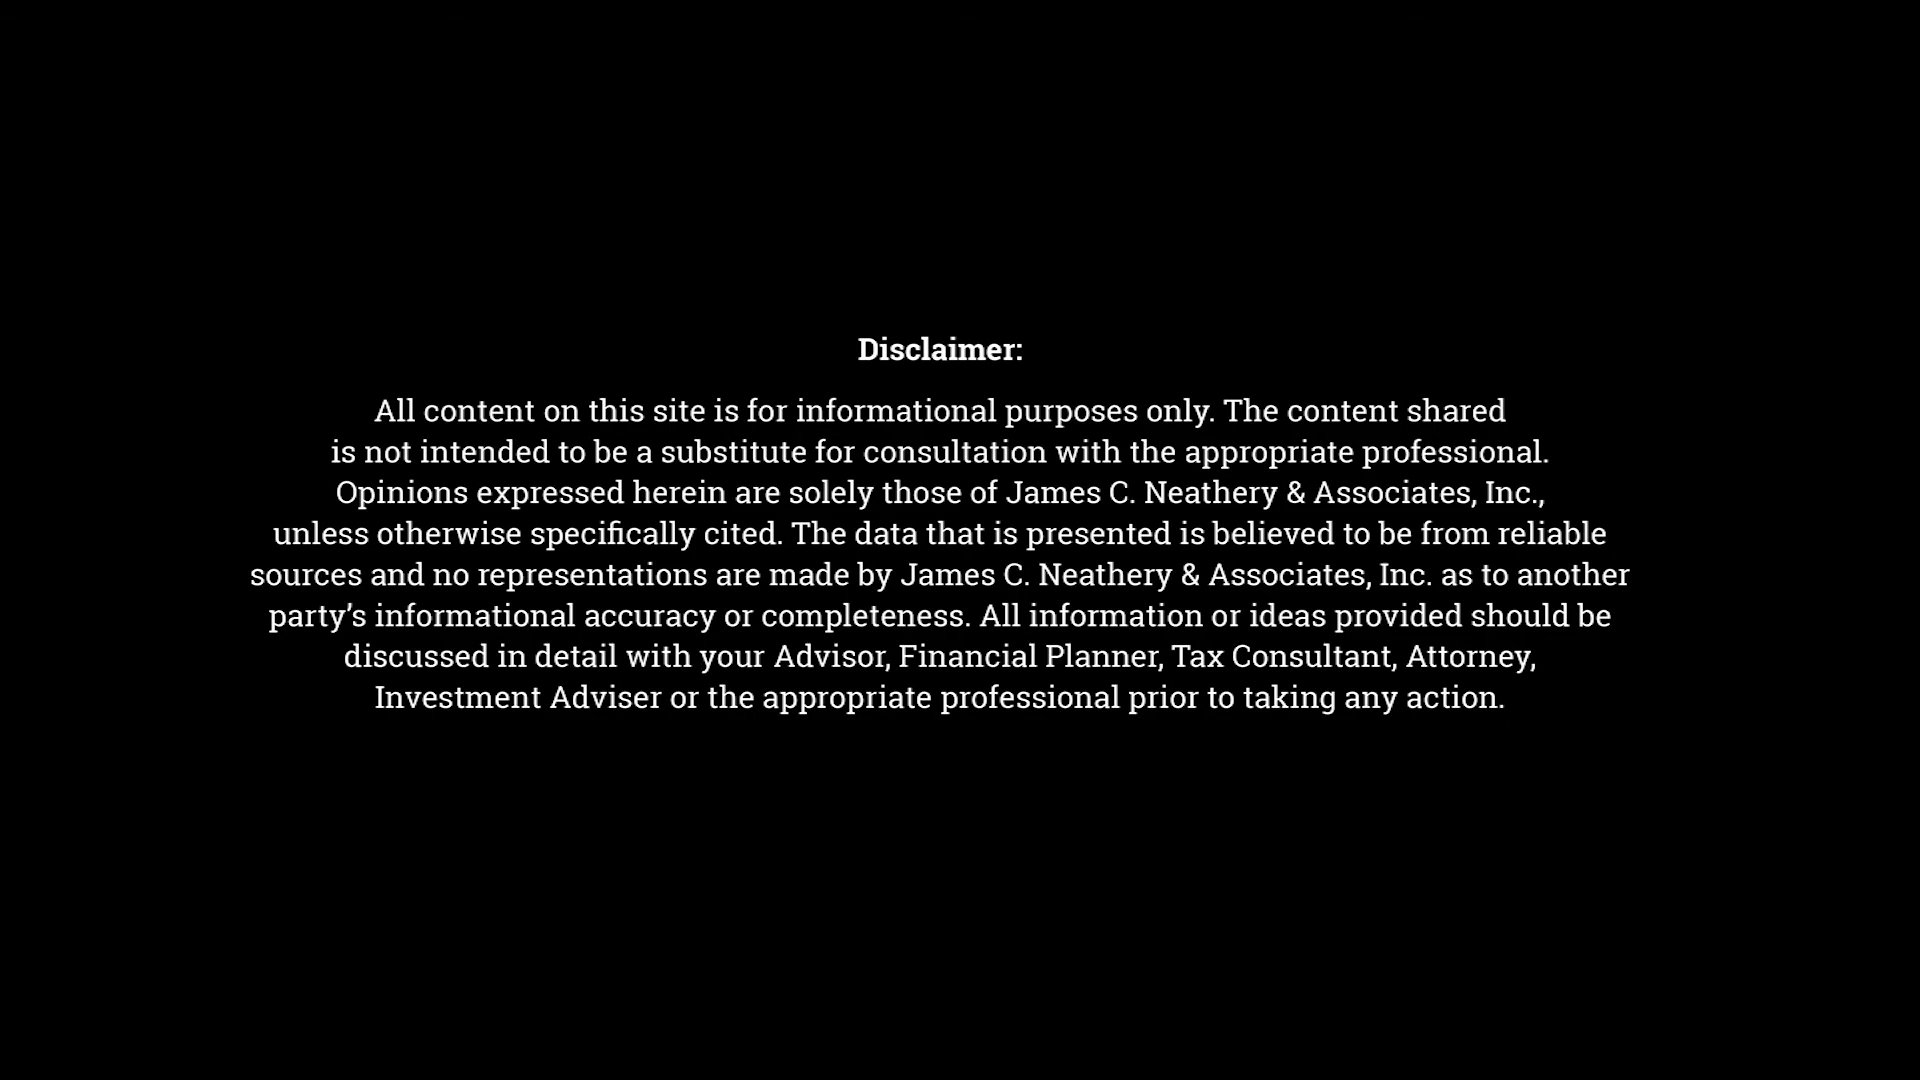 Disclaimer:
All content on this site is for informational purposes only. The content shared
is not intended to be a substitute for consultation with the appropriate professional.
Opinions expressed herein are solely those of James C. Neathery & Associates, Inc.,
unless otherwise specifically cited. The data that is presented is believed to be from reliable
sources and no representations are made by James C. Neathery & Associates, Inc. as to another
party’s informational accuracy or completeness. All information or ideas provided should be
discussed in detail with your Advisor, Financial Planner, Tax Consultant, Attorney,
Investment Adviser or the appropriate professional prior to taking any action.